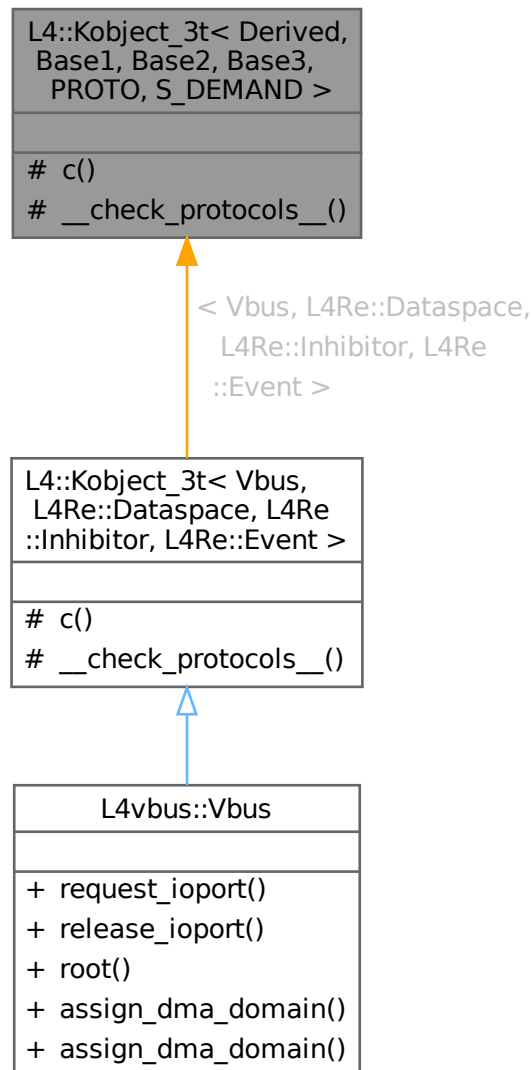 L4::Kobject_3t< Derived,
Base1, Base2, Base3,
PROTO, S_DEMAND >
# c()
# __check_protocols__()
< Vbus, L4Re::Dataspace,
L4Re::Inhibitor, L4Re
::Event >
L4::Kobject_3t< Vbus,
L4Re::Dataspace, L4Re
::Inhibitor, L4Re::Event >
# c()
# __check_protocols__()
L4vbus::Vbus
+ request_ioport()
+ release_ioport()
+ root()
+ assign_dma_domain()
+ assign_dma_domain()